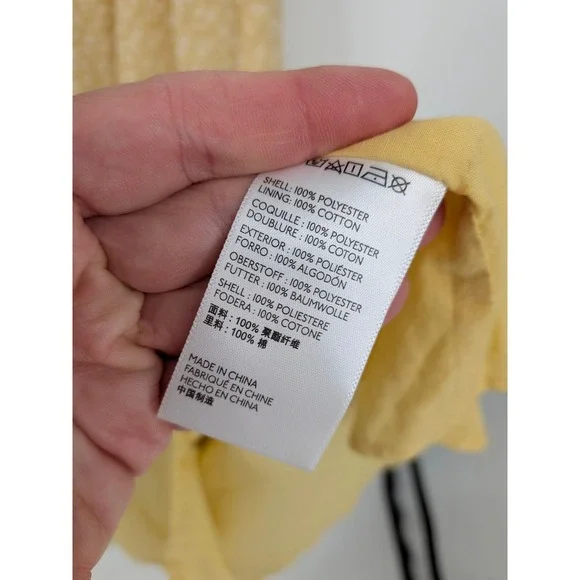 SHELL: 100% POLYESTER
LINING: 100% COTTON
COQUILLE : 100% POLYESTER
DOUBLURE : 100% COTON
EXTERIOR : 100% POLIÉSTER
FORRO : 100% ALGODÓN
OBERSTOFF : 100% POLYESTER
FUTTER : 100% BAUMWOLLE
SHELL : 100% POLIESTERE
FODERA : 100% COTONE
面料 : 100% 聚酯纤维
里料 : 100% 棉
MADE IN CHINA
FABRIQUÉ EN CHINE
HECHO EN CHINA
中国制造